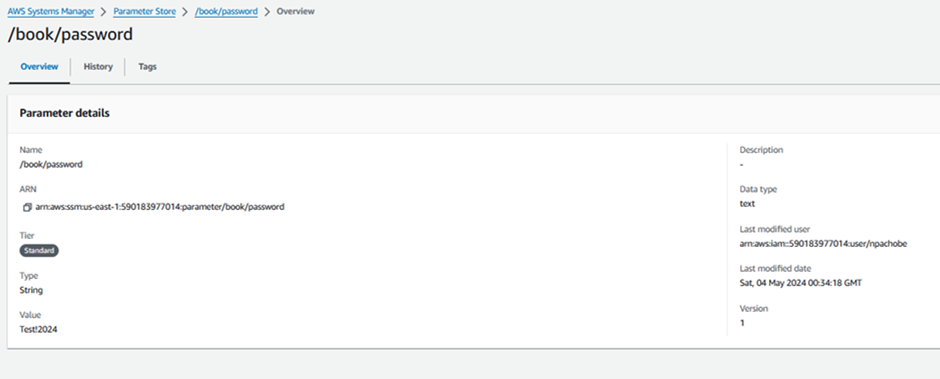 AWS Systems Manager > Parameter Store > /book/password > Overview
/book/password
Overview History Tags
Parameter details
Name
/book/password
ARN
arn:aws:ssm:us-east-1:590183977014:parameter/book/password
Tier
Standard
Type
String
Value
Test!2024
Description
-
Data type
text
Last modified user
arn:aws:iam::590183977014:user/npachobe
Last modified date
Sat, 04 May 2024 00:34:18 GMT
Version
1